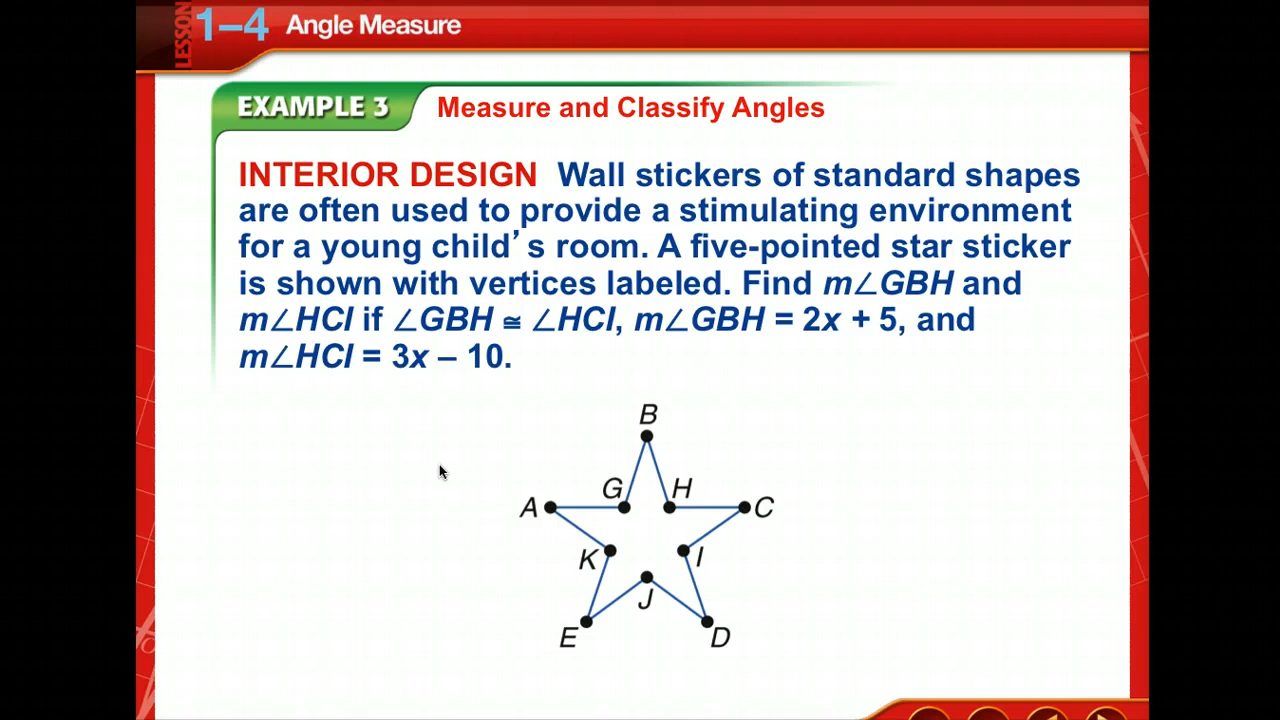 LESSON 1–4 Angle Measure
EXAMPLE 3 Measure and Classify Angles
INTERIOR DESIGN Wall stickers of standard shapes
are often used to provide a stimulating environment
for a young child’s room. A five-pointed star sticker
is shown with vertices labeled. Find m∠GBH and
m∠HCI if ∠GBH ≅ ∠HCI, m∠GBH = 2x + 5, and
m∠HCI = 3x – 10.
B
G H
A C
K I
J
E D